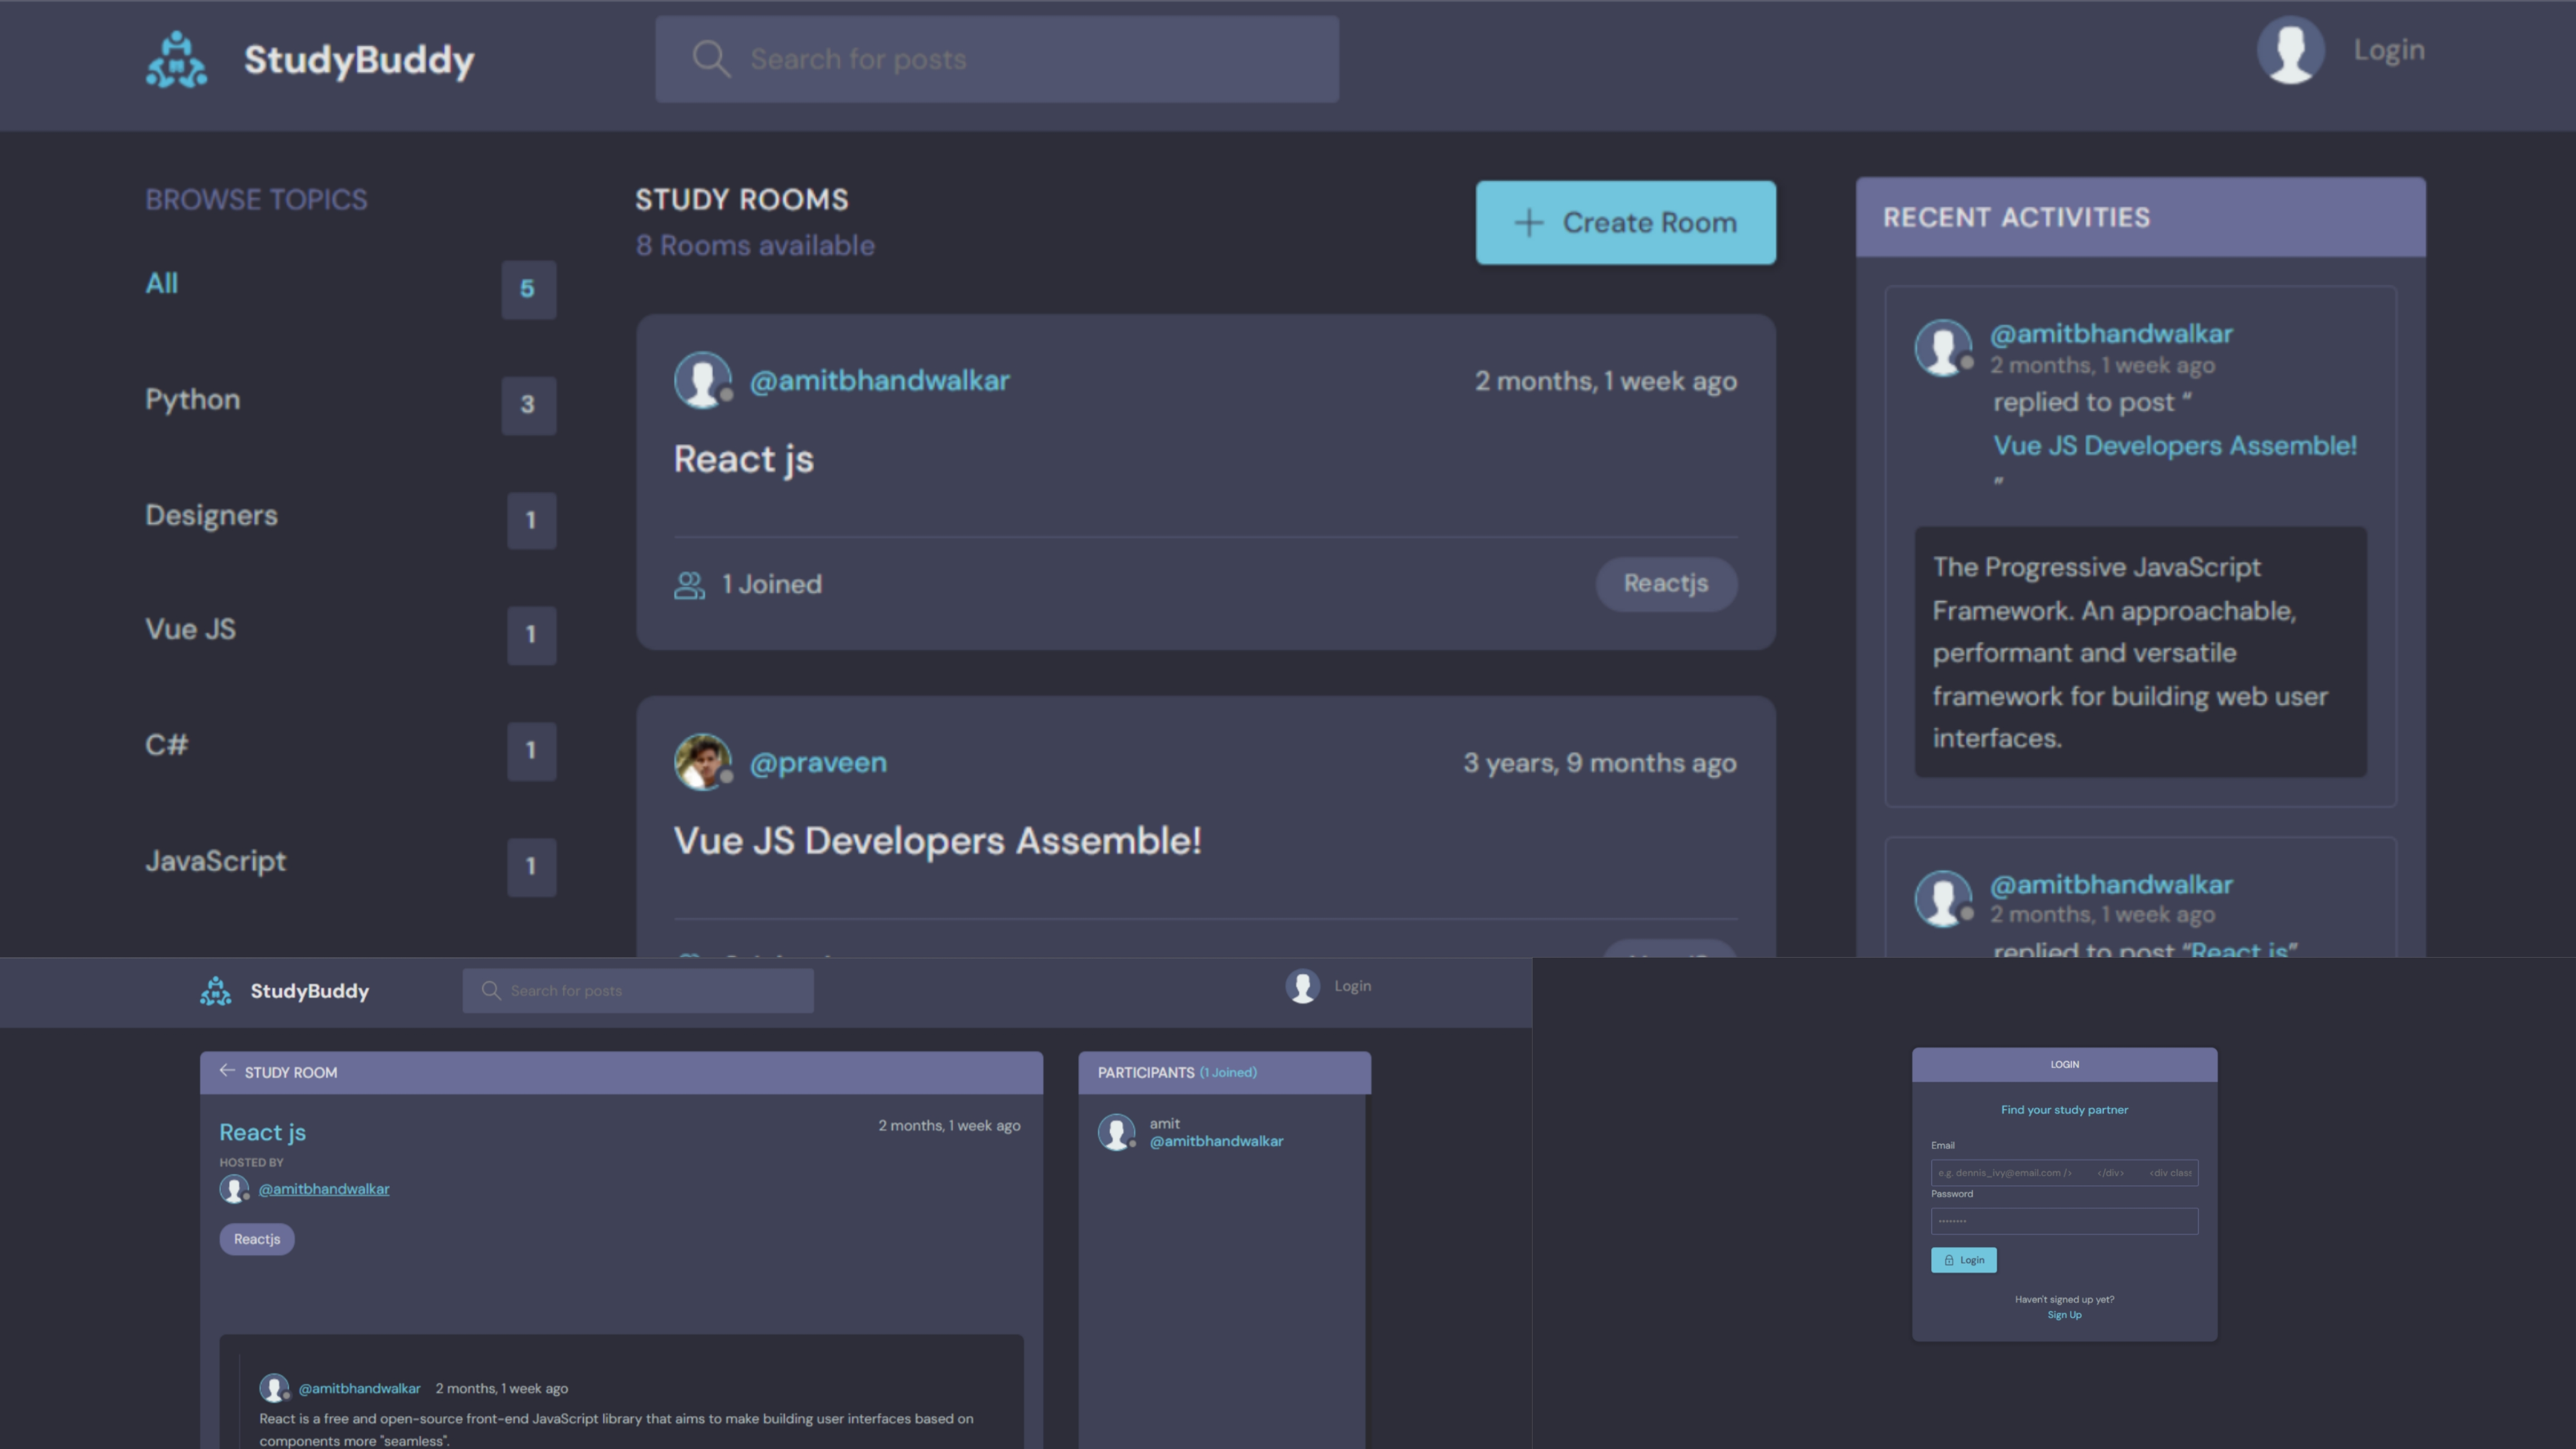 StudyBuddy
Search for posts
Login
BROWSE TOPICS
All
5
Python
3
Designers
1
Vue JS
1
C#
1
JavaScript
1
STUDY ROOMS
8 Rooms available
Create Room
@amitbhandwalkar
2 months, 1 week ago
React js
1 Joined
Reactjs
@praveen
3 years, 9 months ago
Vue JS Developers Assemble!
RECENT ACTIVITIES
@amitbhandwalkar
2 months, 1 week ago
replied to post “
Vue JS Developers Assemble!
”
The Progressive JavaScript
Framework. An approachable,
performant and versatile
framework for building web user
interfaces.
@amitbhandwalkar
2 months, 1 week ago
replied to post “React js”
StudyBuddy
Search for posts
Login
STUDY ROOM
React js
2 months, 1 week ago
HOSTED BY
@amitbhandwalkar
Reactjs
@amitbhandwalkar 2 months, 1 week ago
React is a free and open-source front-end JavaScript library that aims to make building user interfaces based on
components more "seamless".
PARTICIPANTS (1 Joined)
amit
@amitbhandwalkar
LOGIN
Find your study partner
Email
e.g. dennis_ivy@email.com /> </div> <div class
Password
••••••••
Login
Haven't signed up yet?
Sign Up